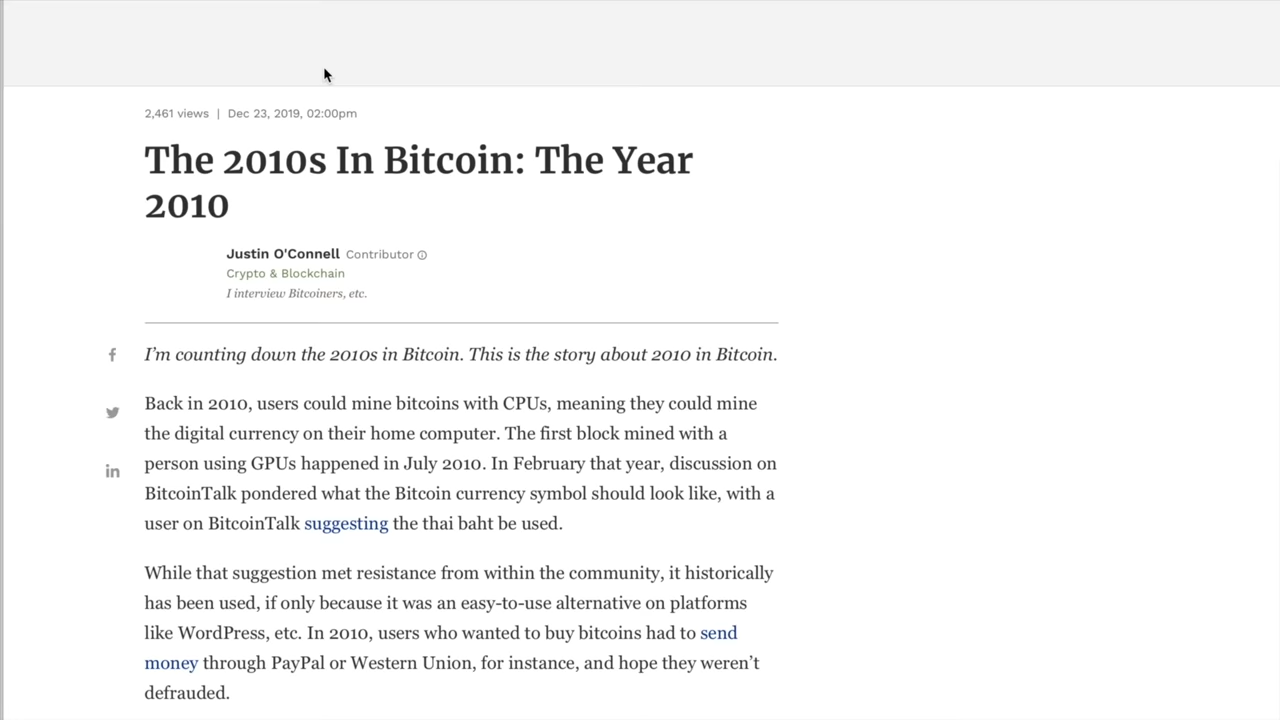 2,461 views | Dec 23, 2019, 02:00pm
The 2010s In Bitcoin: The Year
2010
Justin O'Connell Contributor
Crypto & Blockchain
I interview Bitcoiners, etc.
I’m counting down the 2010s in Bitcoin. This is the story about 2010 in Bitcoin.
Back in 2010, users could mine bitcoins with CPUs, meaning they could mine
the digital currency on their home computer. The first block mined with a
person using GPUs happened in July 2010. In February that year, discussion on
BitcoinTalk pondered what the Bitcoin currency symbol should look like, with a
user on BitcoinTalk suggesting the thai baht be used.
While that suggestion met resistance from within the community, it historically
has been used, if only because it was an easy-to-use alternative on platforms
like WordPress, etc. In 2010, users who wanted to buy bitcoins had to send
money through PayPal or Western Union, for instance, and hope they weren’t
defrauded.